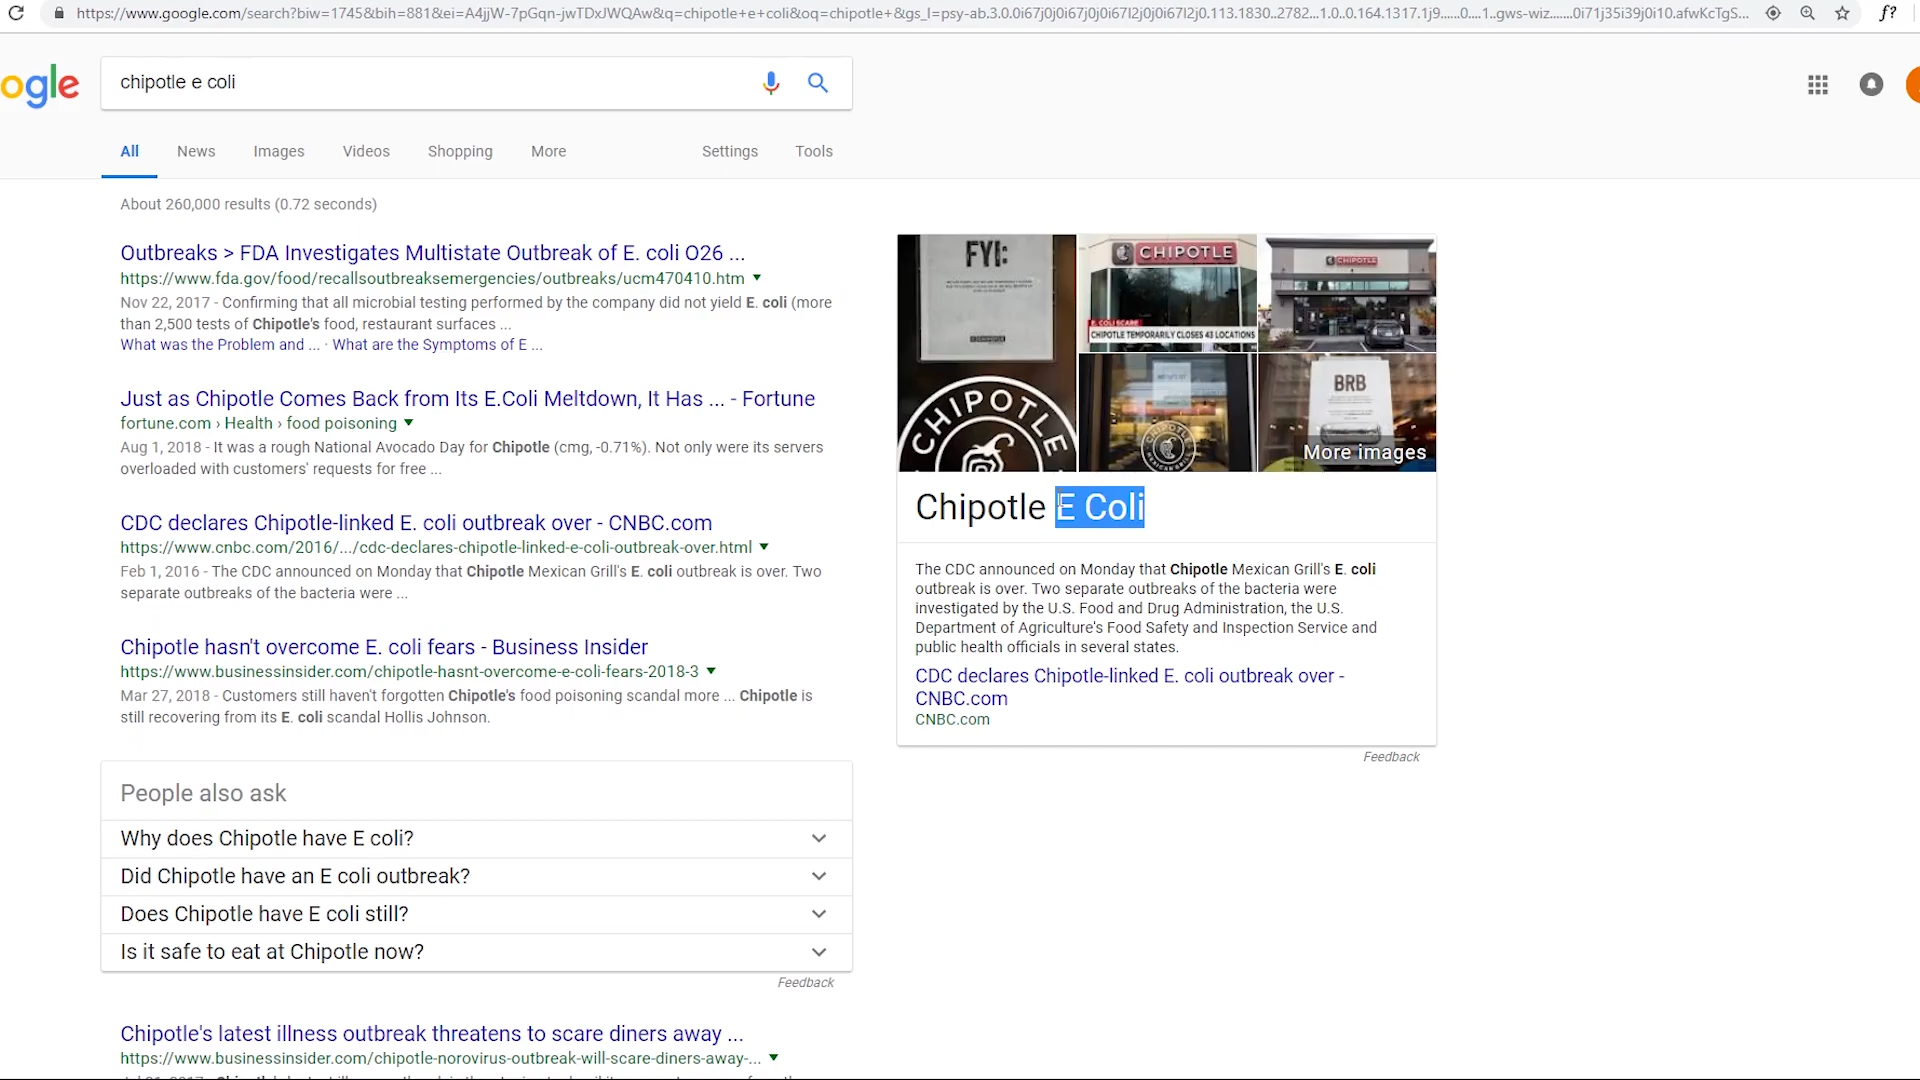 https://www.google.com/search?biw=1745&bih=881&ei=A4jjW-7pGqn-jwTDxJWQAw&q=chipotle+e+coli&oq=chipotle+&gs_l=psy-ab.3.0.0i67j0j0i67j0j0i67l2j0j0i67l2j0.113.1830..2782...1.0..0.164.1317.1j9......0....1..gws-wiz.......0i71j35i39j0i10.afwKcTgS...
f?
ogle
chipotle e coli
All News Images Videos Shopping More Settings Tools
About 260,000 results (0.72 seconds)
Outbreaks > FDA Investigates Multistate Outbreak of E. coli O26 ...
https://www.fda.gov/food/recallsoutbreaksemergencies/outbreaks/ucm470410.htm
Nov 22, 2017 - Confirming that all microbial testing performed by the company did not yield E. coli (more
than 2,500 tests of Chipotle's food, restaurant surfaces ...
What was the Problem and ... · What are the Symptoms of E ...
Just as Chipotle Comes Back from Its E.Coli Meltdown, It Has ... - Fortune
fortune.com › Health › food poisoning
Aug 1, 2018 - It was a rough National Avocado Day for Chipotle (cmg, -0.71%). Not only were its servers
overloaded with customers' requests for free ...
CDC declares Chipotle-linked E. coli outbreak over - CNBC.com
https://www.cnbc.com/2016/.../cdc-declares-chipotle-linked-e-coli-outbreak-over.html
Feb 1, 2016 - The CDC announced on Monday that Chipotle Mexican Grill's E. coli outbreak is over. Two
separate outbreaks of the bacteria were ...
Chipotle hasn't overcome E. coli fears - Business Insider
https://www.businessinsider.com/chipotle-hasnt-overcome-e-coli-fears-2018-3
Mar 27, 2018 - Customers still haven't forgotten Chipotle's food poisoning scandal more ... Chipotle is
still recovering from its E. coli scandal Hollis Johnson.
People also ask
Why does Chipotle have E coli?
Did Chipotle have an E coli outbreak?
Does Chipotle have E coli still?
Is it safe to eat at Chipotle now?
Feedback
Chipotle's latest illness outbreak threatens to scare diners away ...
https://www.businessinsider.com/chipotle-norovirus-outbreak-will-scare-diners-away-...
FYI:
CHIPOTLE
CHIPOTLE
E. COLI SCARE
CHIPOTLE TEMPORARILY CLOSES 43 LOCATIONS
CHIPOTLE
CHIPOTLE
BRB
More images
Chipotle E Coli
The CDC announced on Monday that Chipotle Mexican Grill's E. coli
outbreak is over. Two separate outbreaks of the bacteria were
investigated by the U.S. Food and Drug Administration, the U.S.
Department of Agriculture's Food Safety and Inspection Service and
public health officials in several states.
CDC declares Chipotle-linked E. coli outbreak over -
CNBC.com
CNBC.com
Feedback